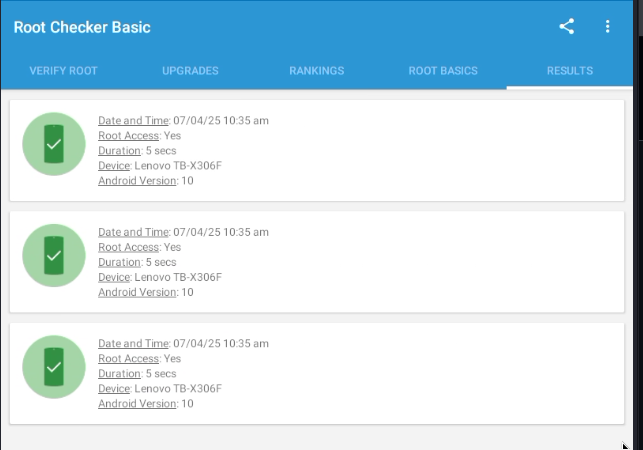 Root Checker Basic
VERIFY ROOT UPGRADES RANKINGS ROOT BASICS RESULTS
Date and Time: 07/04/25 10:35 am
Root Access: Yes
Duration: 5 secs
Device: Lenovo TB-X306F
Android Version: 10
Date and Time: 07/04/25 10:35 am
Root Access: Yes
Duration: 5 secs
Device: Lenovo TB-X306F
Android Version: 10
Date and Time: 07/04/25 10:35 am
Root Access: Yes
Duration: 5 secs
Device: Lenovo TB-X306F
Android Version: 10